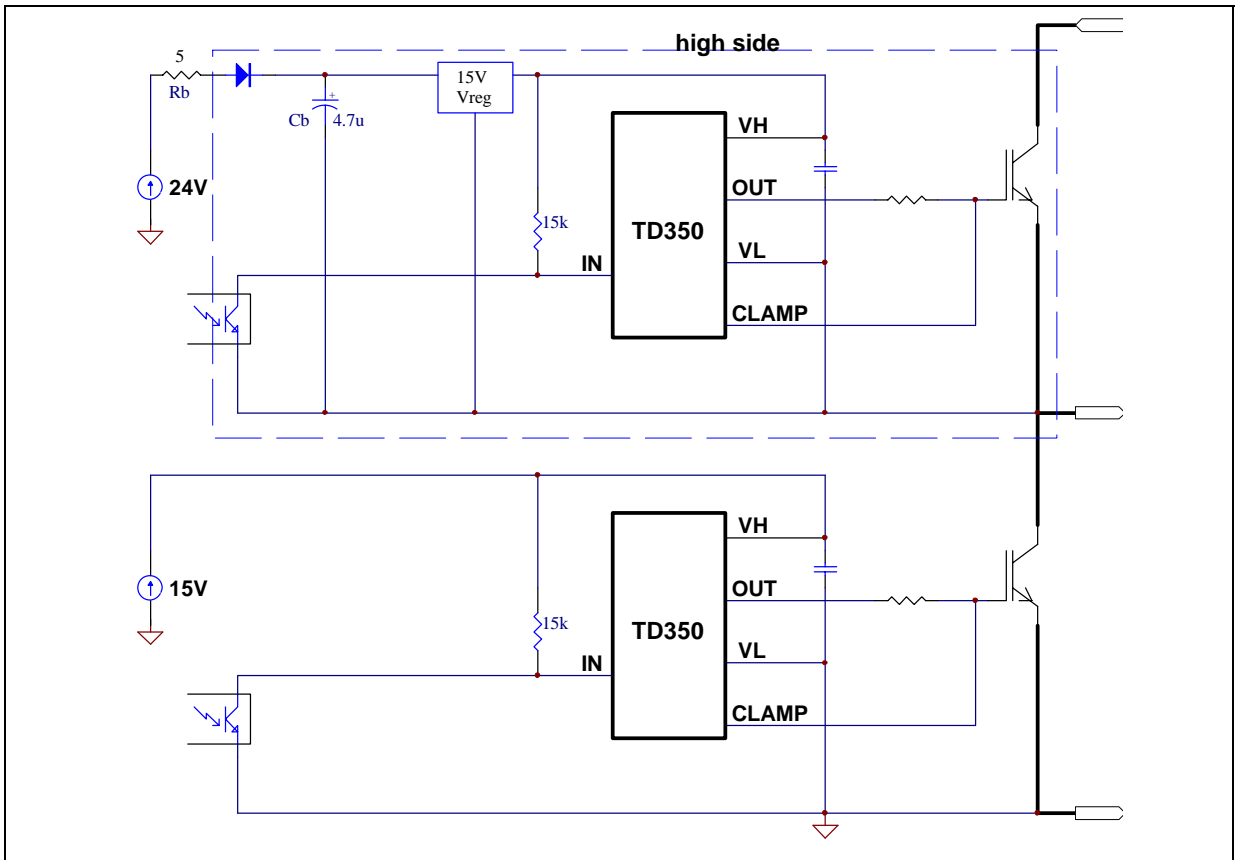 high side
5
Rb
15V
Vreg
Cb
4.7u
VH
24V
OUT
15k
TD350
IN
VL
CLAMP
VH
15V
OUT
15k
TD350
IN
VL
CLAMP